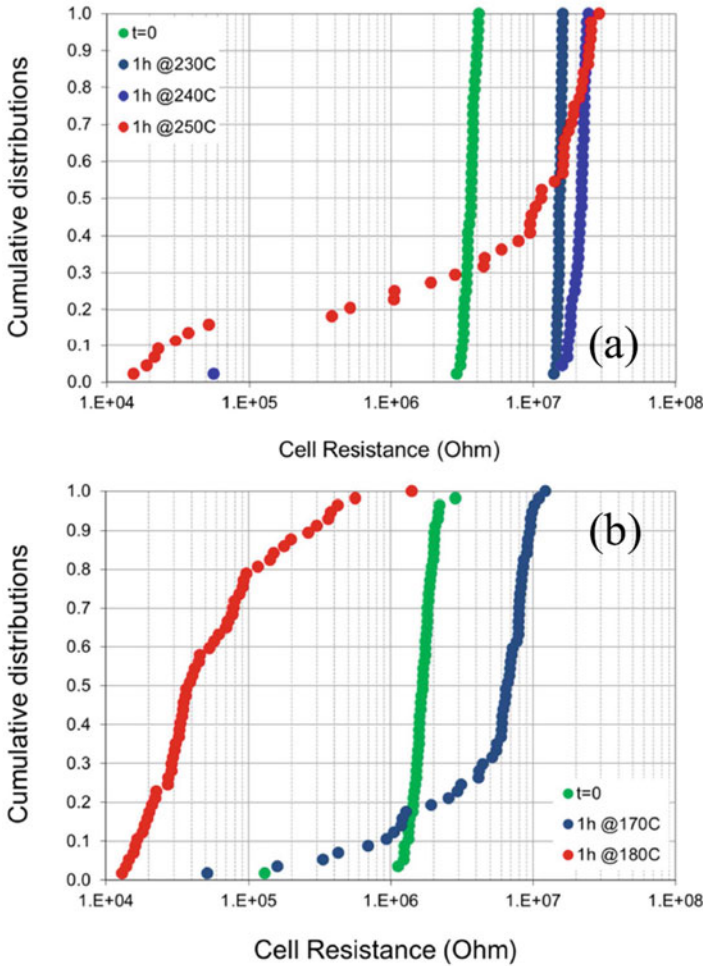 1.0
0.9
0.8
0.7
0.6
0.5
0.4
0.3
0.2
0.1
0.0
Cumulative distributions
t=0
1h @230C
1h @240C
1h @250C
(a)
1.E+04 1.E+05 1.E+06 1.E+07 1.E+08
Cell Resistance (Ohm)
1.0
0.9
0.8
0.7
0.6
0.5
0.4
0.3
0.2
0.1
0.0
Cumulative distributions
(b)
t=0
1h @170C
1h @180C
1.E+04 1.E+05 1.E+06 1.E+07 1.E+08
Cell Resistance (Ohm)